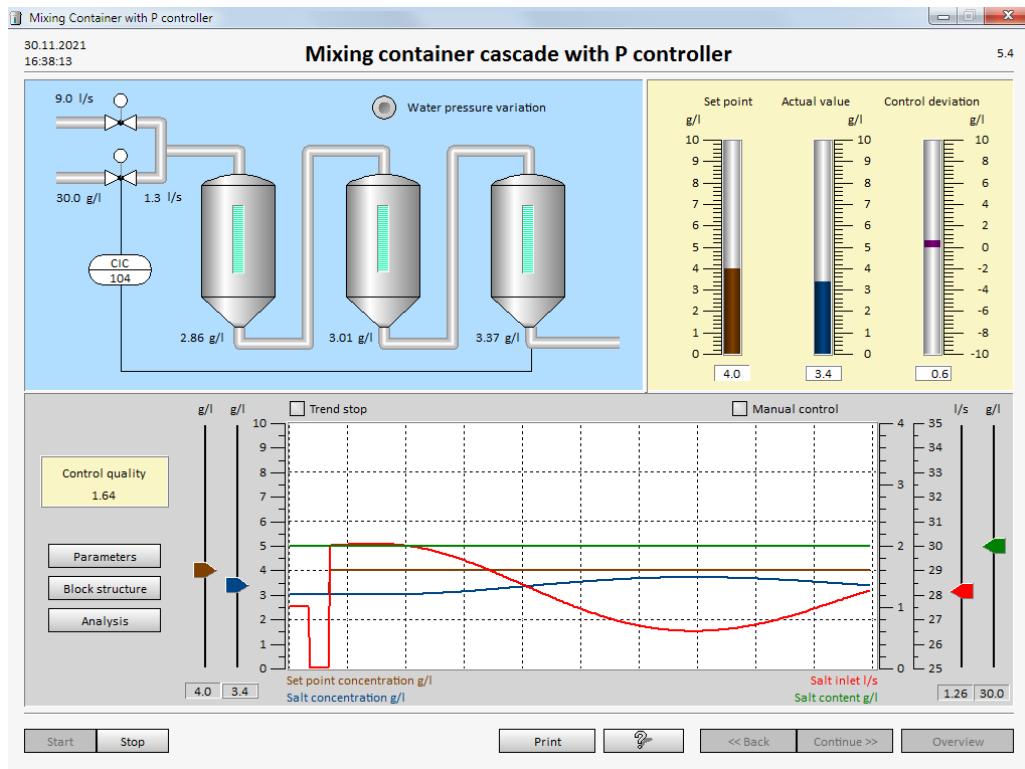 Mixing Container with P controller
30.11.2021
16:38:13
Mixing container cascade with P controller
5.4
9.0 l/s
Water pressure variation
30.0 g/l
1.3 l/s
CIC
104
2.86 g/l
3.01 g/l
3.37 g/l
Set point
Actual value
Control deviation
g/l
g/l
g/l
10
9
8
7
6
5
4
3
2
1
0
10
9
8
7
6
5
4
3
2
1
0
10
8
6
4
2
0
-2
-4
-6
-8
-10
4.0
3.4
0.6
g/l
g/l
Trend stop
Manual control
l/s
g/l
Control quality
1.64
Parameters
Block structure
Analysis
10
9
8
7
6
5
4
3
2
1
0
4
3
2
1
0
35
34
33
32
31
30
29
28
27
26
25
4.0
3.4
Set point concentration g/l
Salt concentration g/l
Salt inlet l/s
Salt content g/l
1.26
30.0
Start
Stop
Print
?
<< Back
Continue >>
Overview